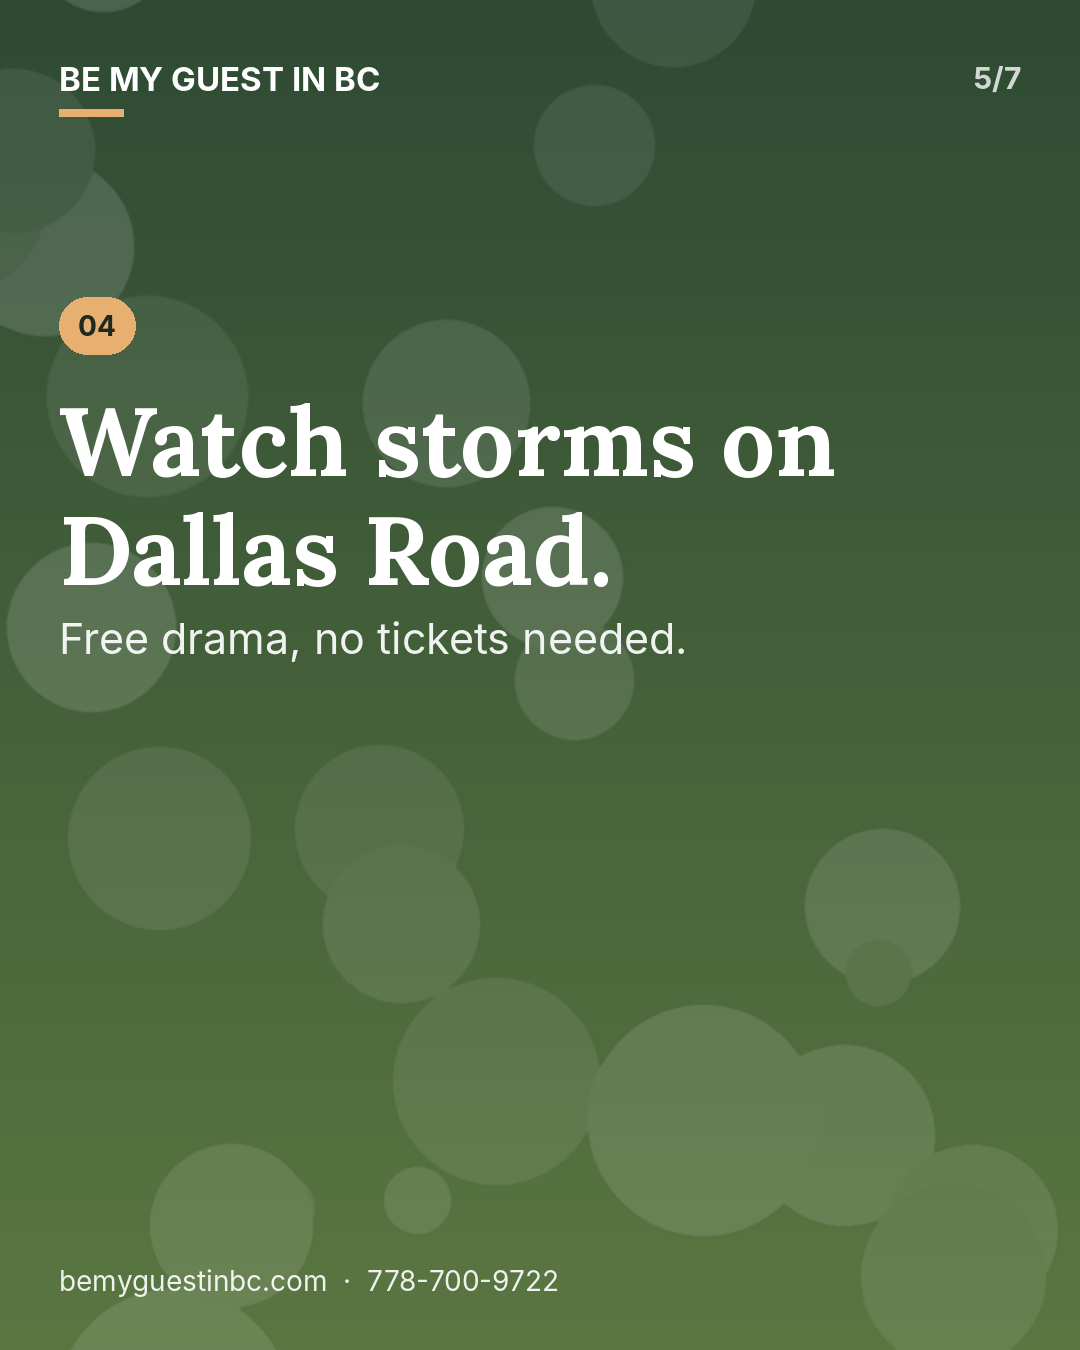 BE MY GUEST IN BC
5/7
04
Watch storms on
Dallas Road.
Free drama, no tickets needed.
bemyguestinbc.com · 778-700-9722